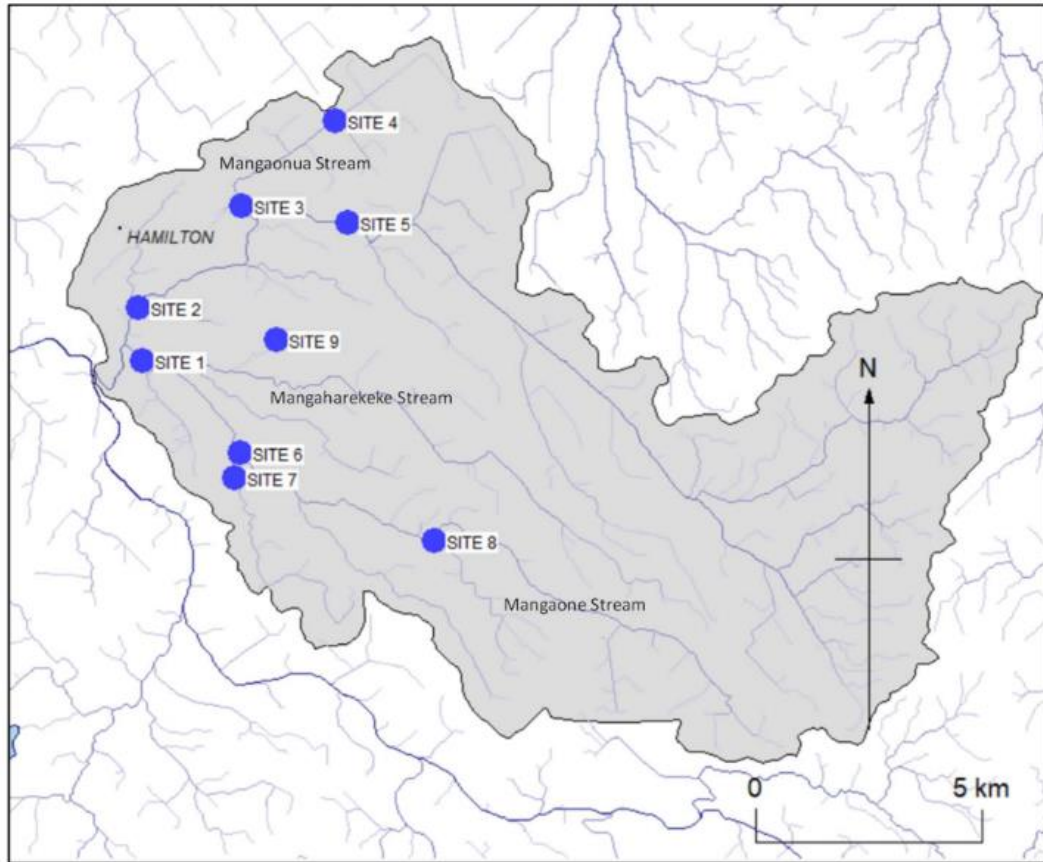 SITE 4
Mangaonua Stream
SITE 3
SITE 5
HAMILTON
SITE 2
SITE 9
SITE 1
N
Mangaharekeke Stream
SITE 6
SITE 7
SITE 8
Mangaone Stream
0 5 km